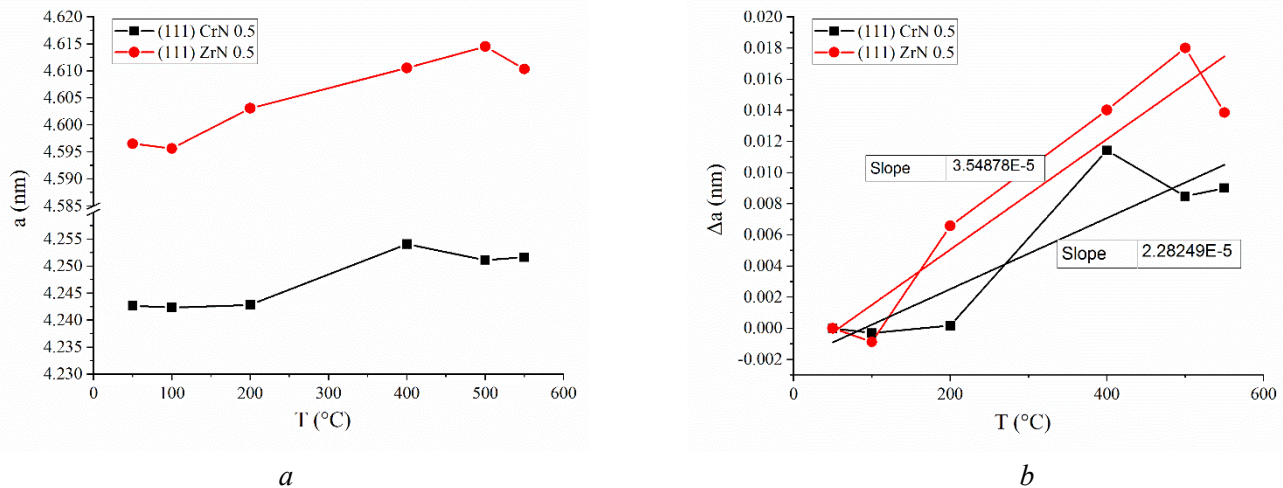 4.620
4.615
4.610
4.605
4.600
4.595
4.590
4.585
4.255
4.250
4.245
4.240
4.235
4.230
a (nm)
(111) CrN 0.5
(111) ZrN 0.5
0 100 200 300 400 500 600
T (°C)
a
0.020
0.018
0.016
0.014
0.012
0.010
0.008
0.006
0.004
0.002
0.000
-0.002
Δa (nm)
(111) CrN 0.5
(111) ZrN 0.5
Slope 3.54878E-5
Slope 2.28249E-5
0 200 400 600
T (°C)
b